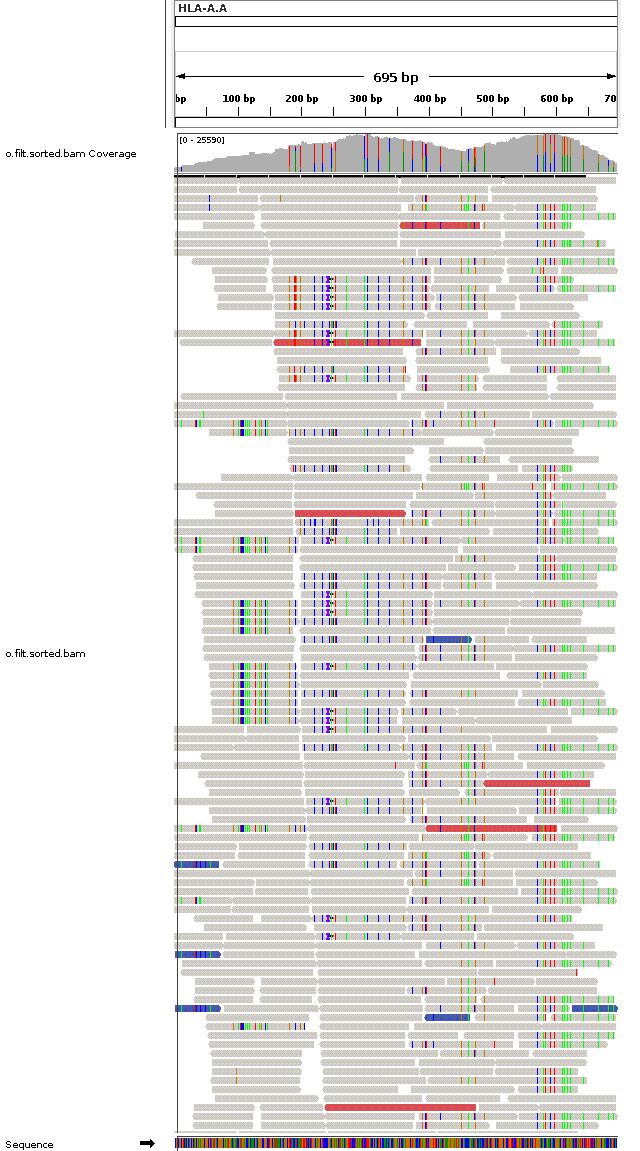 HLA-A.A
695 bp
bp 100 bp 200 bp 300 bp 400 bp 500 bp 600 bp 70
[0 - 25590]
o.filt.sorted.bam Coverage
o.filt.sorted.bam
Sequence